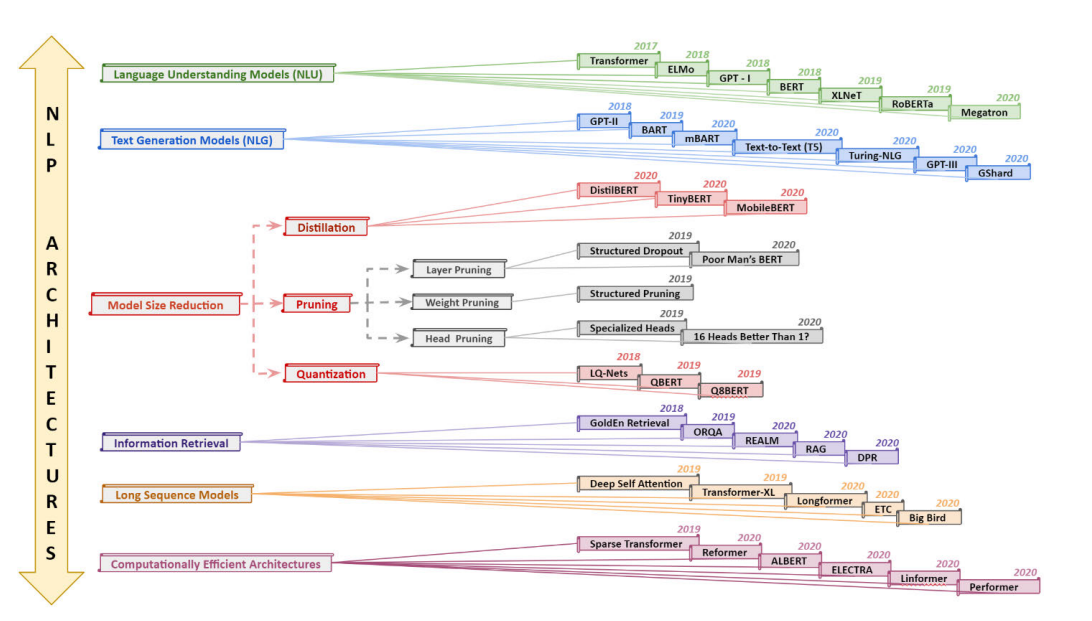 NLP ARCHITECTURES
Language Understanding Models (NLU)
2017
Transformer
2018
ELMo
2018
GPT - I
2018
BERT
2019
XLNeT
2019
RoBERTa
2020
Megatron
Text Generation Models (NLG)
2018
GPT-II
2019
BART
2020
mBART
2020
Text-to-Text (T5)
2020
Turing-NLG
2020
GPT-III
2020
GShard
Model Size Reduction
Distillation
2020
DistilBERT
2020
TinyBERT
2020
MobileBERT
Pruning
Layer Pruning
2019
Structured Dropout
2020
Poor Man's BERT
Weight Pruning
2019
Structured Pruning
Head Pruning
2019
Specialized Heads
2020
16 Heads Better Than 1?
Quantization
2018
LQ-Nets
2019
QBERT
2019
Q8BERT
Information Retrieval
2018
GoldEn Retrieval
2019
ORQA
2020
REALM
2020
RAG
2020
DPR
Long Sequence Models
2019
Deep Self Attention
2019
Transformer-XL
2020
Longformer
2020
ETC
2020
Big Bird
Computationally Efficient Architectures
2019
Sparse Transformer
2020
Reformer
2020
ALBERT
2020
ELECTRA
2020
Linformer
2020
Performer